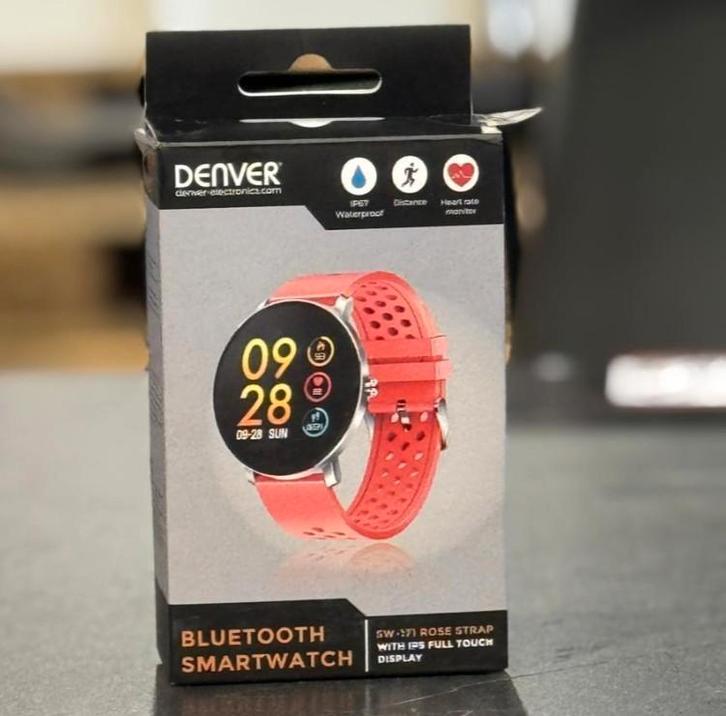 DENVER
denver-electronics.com
IP67
Waterproof
Distance
Heart rate
monitor
09
28
09-28 SUN
BLUETOOTH
SMARTWATCH
SW-171 ROSE STRAP
WITH IPS FULL TOUCH
DISPLAY